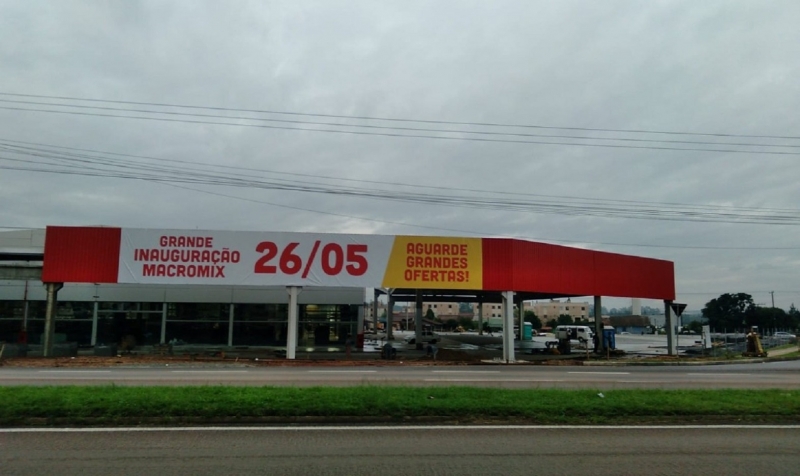 GRANDE
INAUGURAÇÃO
MACROMIX
26/05
AGUARDE
GRANDES
OFERTAS!